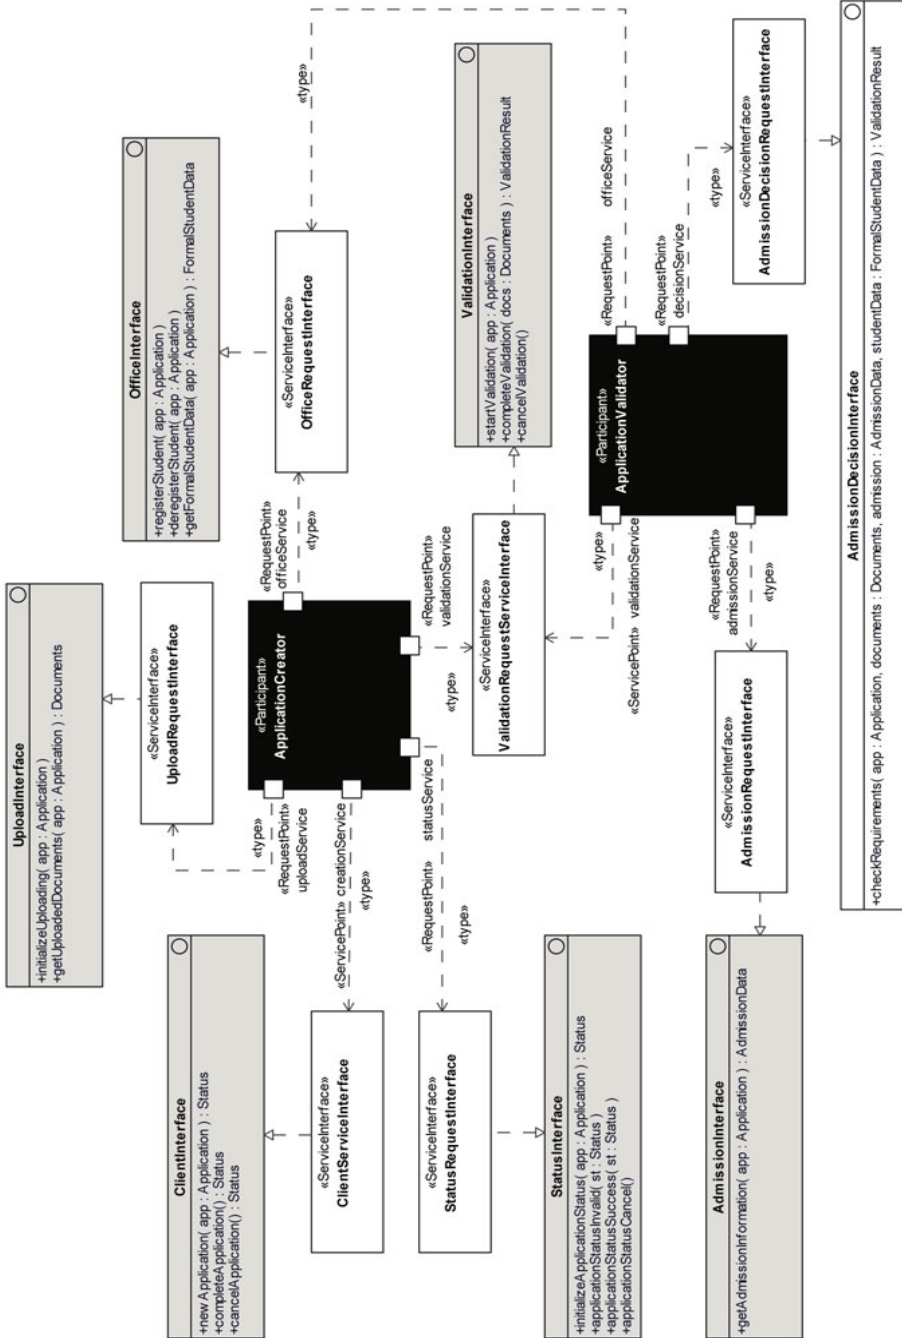 UploadInterface
+initializeUploading( app : Application )
+getUploadedDocuments( app : Application ) : Documents
OfficeInterface
+registerStudent( app : Application )
+deregisterStudent( app : Application )
+getFormalStudentData( app : Application ) : FormalStudentData
«type»
ClientInterface
+new Application( app : Application ) : Status
+completeApplication() : Status
+cancelApplication() : Status
«ServiceInterface»
UploadRequestInterface
«ServiceInterface»
OfficeRequestInterface
«type»
«RequestPoint»
uploadService
«Participant»
ApplicationCreator
«RequestPoint»
officeService
«type»
«ServiceInterface»
ClientServiceInterface
«ServicePoint» creationService
«type»
«ServiceInterface»
StatusRequestInterface
«RequestPoint»
statusService
«type»
«RequestPoint»
validationService
«type»
«ServiceInterface»
ValidationRequestServiceInterface
ValidationInterface
+startValidation( app : Application )
+completeValidation( docs : Documents ) : ValidationResult
+cancelValidation()
StatusInterface
+initializeApplicationStatus( app : Application ) : Status
+applicationStatusInvalid( st : Status )
+applicationStatusSuccess( st : Status )
+applicationStatusCancel()
«type»
«ServicePoint» validationService
«Participant»
ApplicationValidator
«RequestPoint»
officeService
«RequestPoint»
decisionService
«type»
«RequestPoint»
admissionService
«type»
AdmissionInterface
+getAdmissionInformation( app : Application ) : AdmissionData
«ServiceInterface»
AdmissionRequestInterface
«ServiceInterface»
AdmissionDecisionRequestInterface
AdmissionDecisionInterface
+checkRequirements( app : Application, documents : Documents, admission : AdmissionData, studentData : FormalStudentData ) : ValidationResult